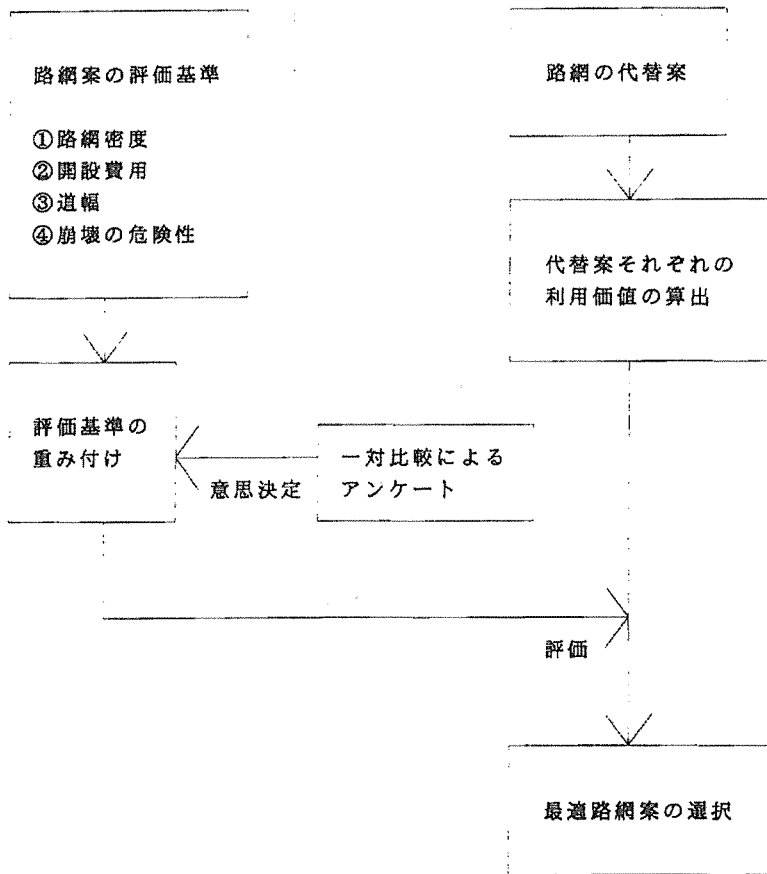 路網案の評価基準
①路網密度
②開設費用
③道幅
④崩壊の危険性
路網の代替案
代替案それぞれの
利用価値の算出
評価基準の
重み付け
意思決定
一対比較による
アンケート
評価
最適路網案の選択